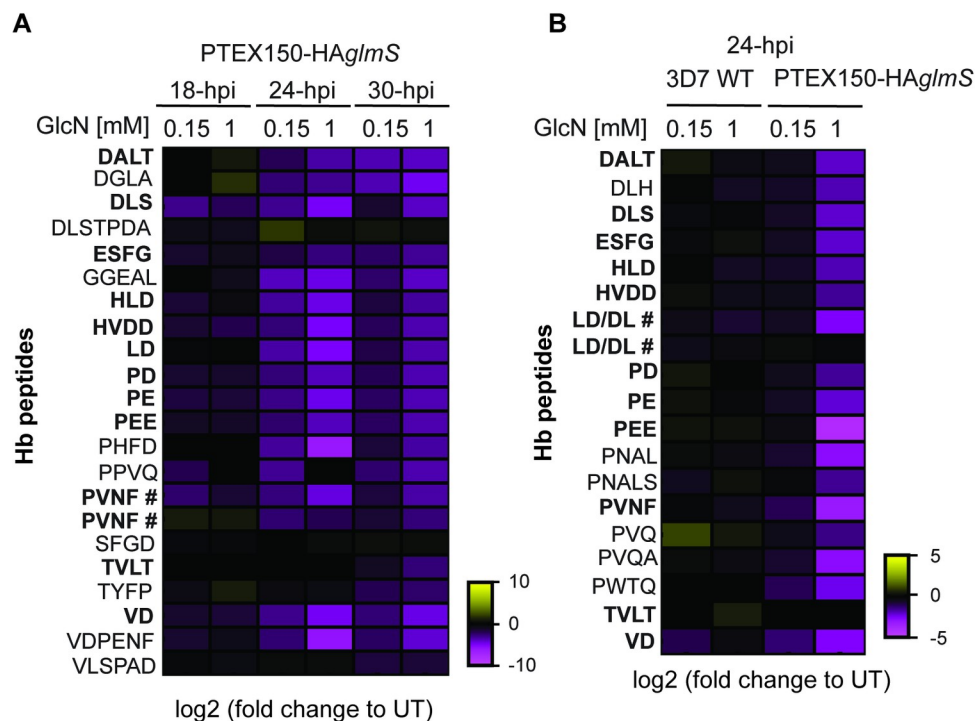 A
PTEX150-HAglmS
18-hpi 24-hpi 30-hpi
GlcN [mM] 0.15 1 0.15 1 0.15 1
Hb peptides
DALT
DGLA
DLS
DLSTPDA
ESFG
GGEAL
HLD
HVDD
LD
PD
PE
PEE
PHFD
PPVQ
PVNF #
PVNF #
SFGD
TVLT
TYFP
VD
VDPENF
VLSPAD
10
0
-10
log2 (fold change to UT)
B
24-hpi
3D7 WT PTEX150-HAglmS
GlcN [mM] 0.15 1 0.15 1
Hb peptides
DALT
DLH
DLS
ESFG
HLD
HVDD
LD/DL #
LD/DL #
PD
PE
PEE
PNAL
PNALS
PVNF
PVQ
PVQA
PWTQ
TVLT
VD
5
0
-5
log2 (fold change to UT)